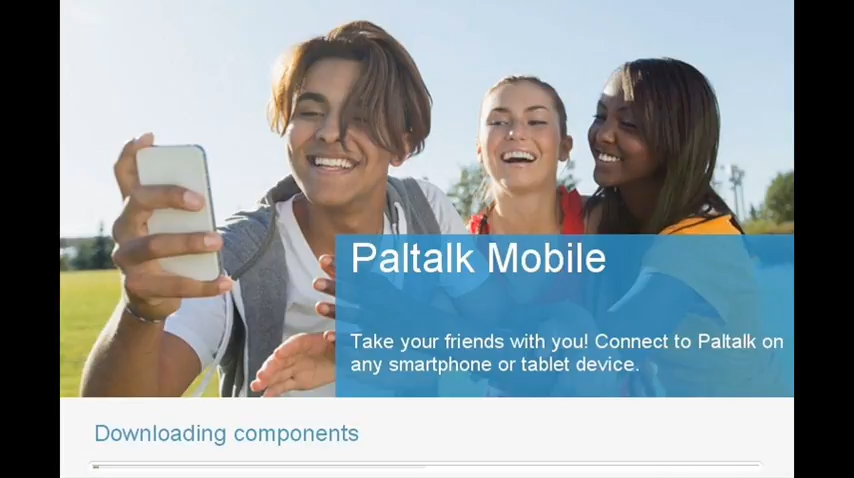 Paltalk Mobile
Take your friends with you! Connect to Paltalk on
any smartphone or tablet device.
Downloading components